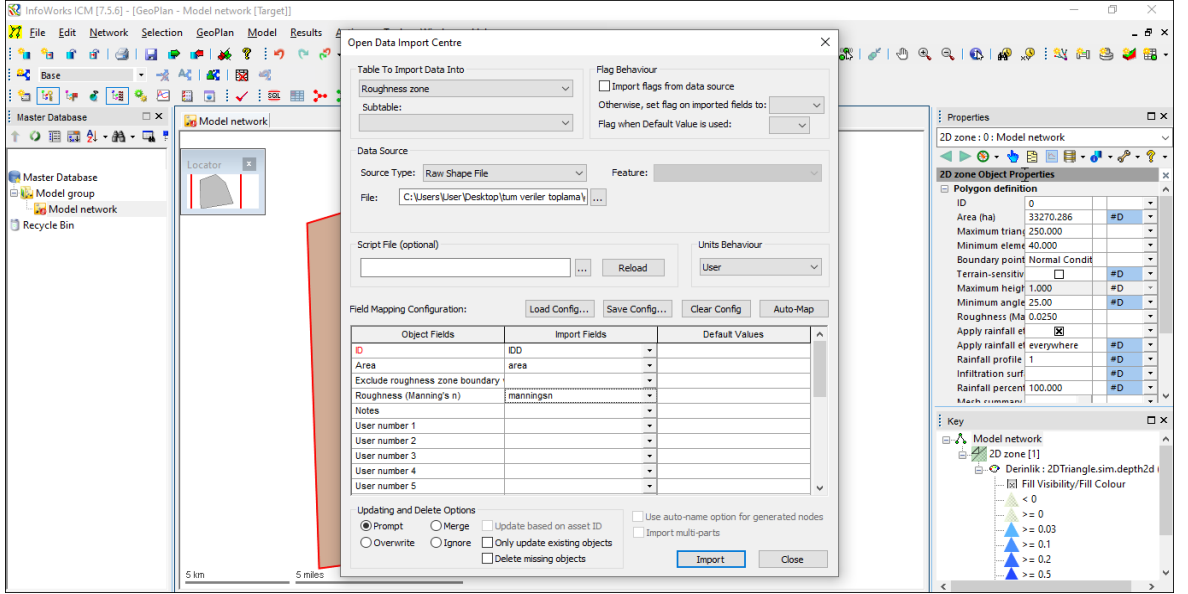 InfoWorks ICM [7.5.6] - [GeoPlan - Model network [Target]]
File Edit Network Selection GeoPlan Model Results
Base
Master Database
Master Database
Model group
Model network
Recycle Bin
Model network
Locator
5 km
5 miles
Open Data Import Centre
Table To Import Data Into
Roughness zone
Subtable:
Flag Behaviour
Import flags from data source
Otherwise, set flag on imported fields to:
Flag when Default Value is used:
Data Source
Source Type: Raw Shape File Feature:
File: C:\Users\User\Desktop\tum veriler toplama\ ...
Script File (optional)
... Reload
Units Behaviour
User
Field Mapping Configuration: Load Config... Save Config... Clear Config Auto-Map
Object Fields Import Fields Default Values
ID IDD
Area area
Exclude roughness zone boundary
Roughness (Manning's n) manningsn
Notes
User number 1
User number 2
User number 3
User number 4
User number 5
Updating and Delete Options
Prompt Merge Update based on asset ID
Overwrite Ignore Only update existing objects
Delete missing objects
Use auto-name option for generated nodes
Import multi-parts
Import Close
Properties
2D zone : 0 : Model network
2D zone Object Properties
Polygon definition
ID 0
Area (ha) 33270.286 #D
Maximum triang 250.000
Minimum eleme 40.000
Boundary point Normal Condit
Terrain-sensitiv #D
Maximum heigh 1.000 #D
Minimum angle 25.00 #D
Roughness (Ma 0.0250
Apply rainfall et
Apply rainfall et everywhere #D
Rainfall profile 1 #D
Infiltration surf #D
Rainfall percent 100.000 #D
Mesh summary
Key
Model network
2D zone [1]
Derinlik : 2DTriangle.sim.depth2d
Fill Visibility/Fill Colour
< 0
>= 0
>= 0.03
>= 0.1
>= 0.2
>= 0.5